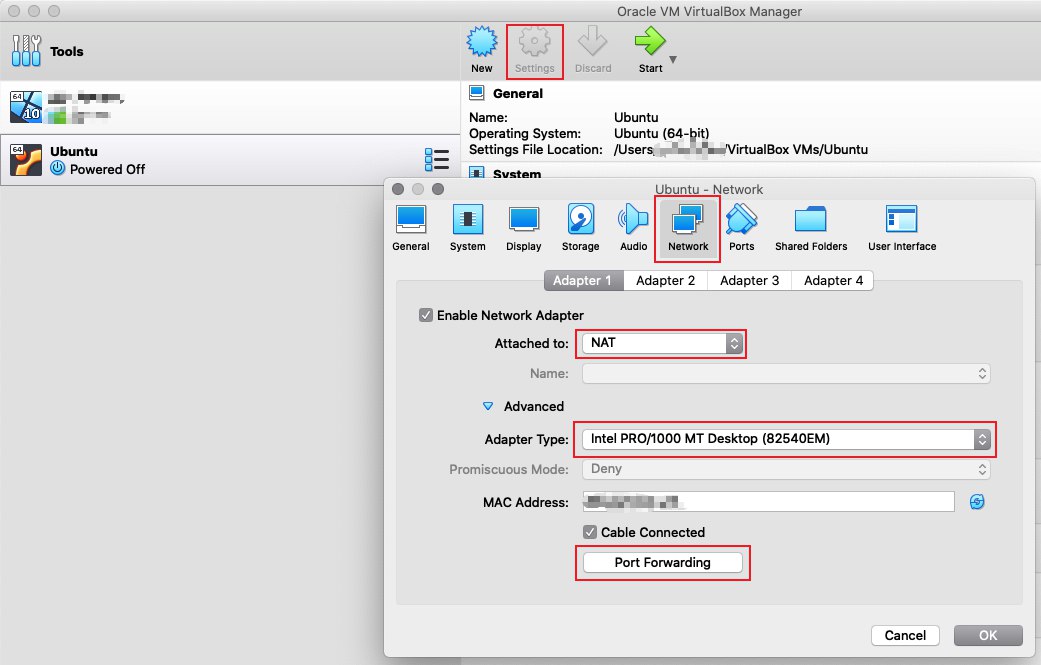 Oracle VM VirtualBox Manager
Tools
New
Settings
Discard
Start
64
10
General
Name: Ubuntu
Operating System: Ubuntu (64-bit)
Settings File Location: /Users /VirtualBox VMs/Ubuntu
64
Ubuntu
Powered Off
System
Ubuntu - Network
General
System
Display
Storage
Audio
Network
Ports
Shared Folders
User Interface
Adapter 1
Adapter 2
Adapter 3
Adapter 4
Enable Network Adapter
Attached to: NAT
Name:
Advanced
Adapter Type: Intel PRO/1000 MT Desktop (82540EM)
Promiscuous Mode: Deny
MAC Address:
Cable Connected
Port Forwarding
Cancel
OK